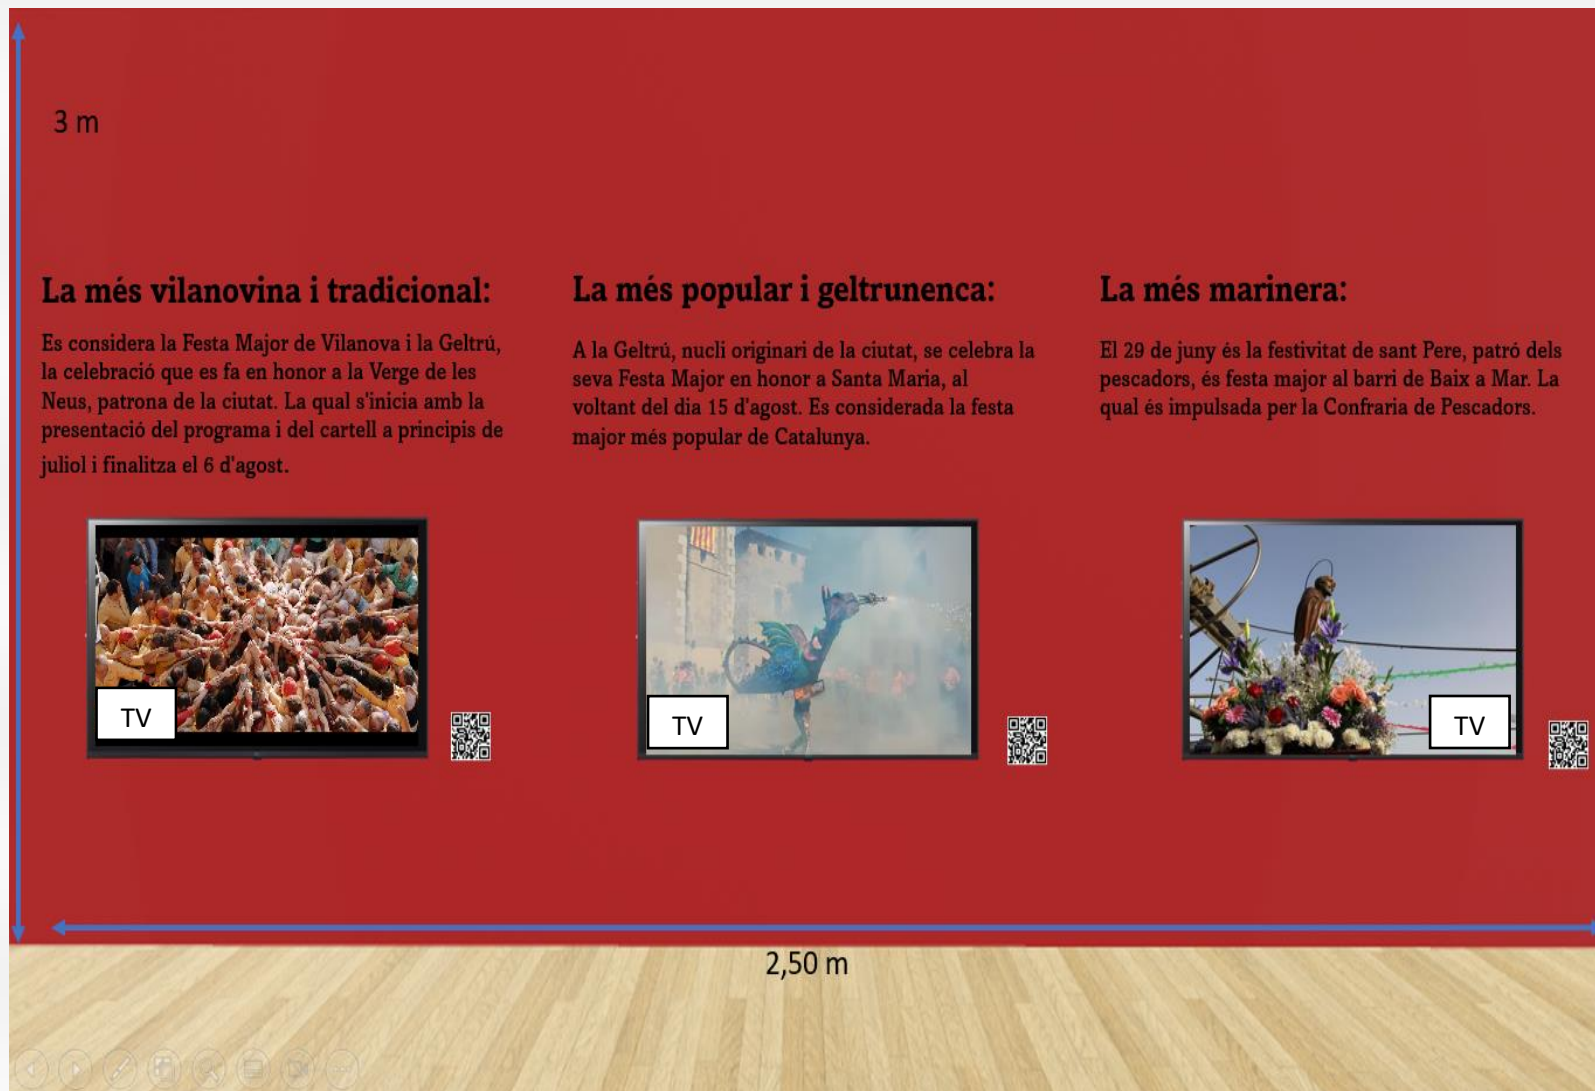 3 m
La més vilanovina i tradicional:
Es considera la Festa Major de Vilanova i la Geltrú,
la celebració que es fa en honor a la Verge de les
Neus, patrona de la ciutat. La qual s'inicia amb la
presentació del programa i del cartell a principis de
juliol i finalitza el 6 d'agost.
TV
La més popular i geltrunenca:
A la Geltrú, nucli originari de la ciutat, se celebra la
seva Festa Major en honor a Santa Maria, al
voltant del dia 15 d'agost. Es considerada la festa
major més popular de Catalunya.
TV
La més marinera:
El 29 de juny és la festivitat de sant Pere, patró dels
pescadors, és festa major al barri de Baix a Mar. La
qual és impulsada per la Confraria de Pescadors.
TV
2,50 m